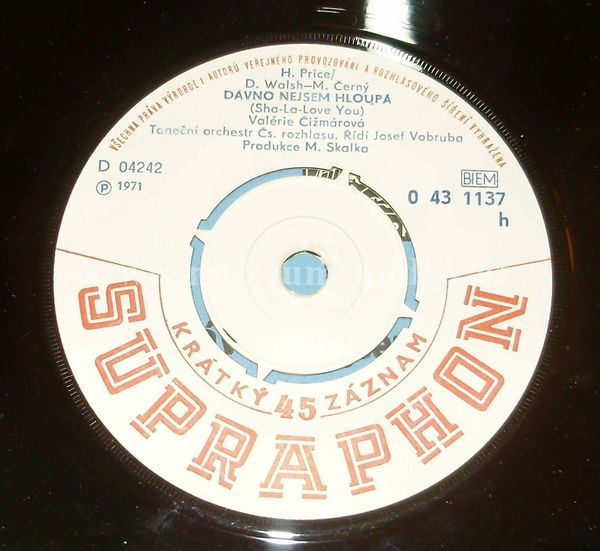 VŠECHNA PRÁVA VÝROBCE I AUTORŮ VEŘEJNÉHO PROVOZOVÁNÍ A ROZHLASOVÉHO ŠÍŘENÍ VYHRAŽENA
H. Price/
D. Walsh-M. Černý
DÁVNO NEJSEM HLOUPÁ
(Sha-La-Love You)
Valérie Čižmárová
Taneční orchestr Čs. rozhlasu. Řídí Josef Vobruba
Produkce M. Skalka
D 04242
Ⓟ 1971
BIEM
0 43 1137
h
KRÁTKÝ 45 ZÁZNAM
SUPRAPHON